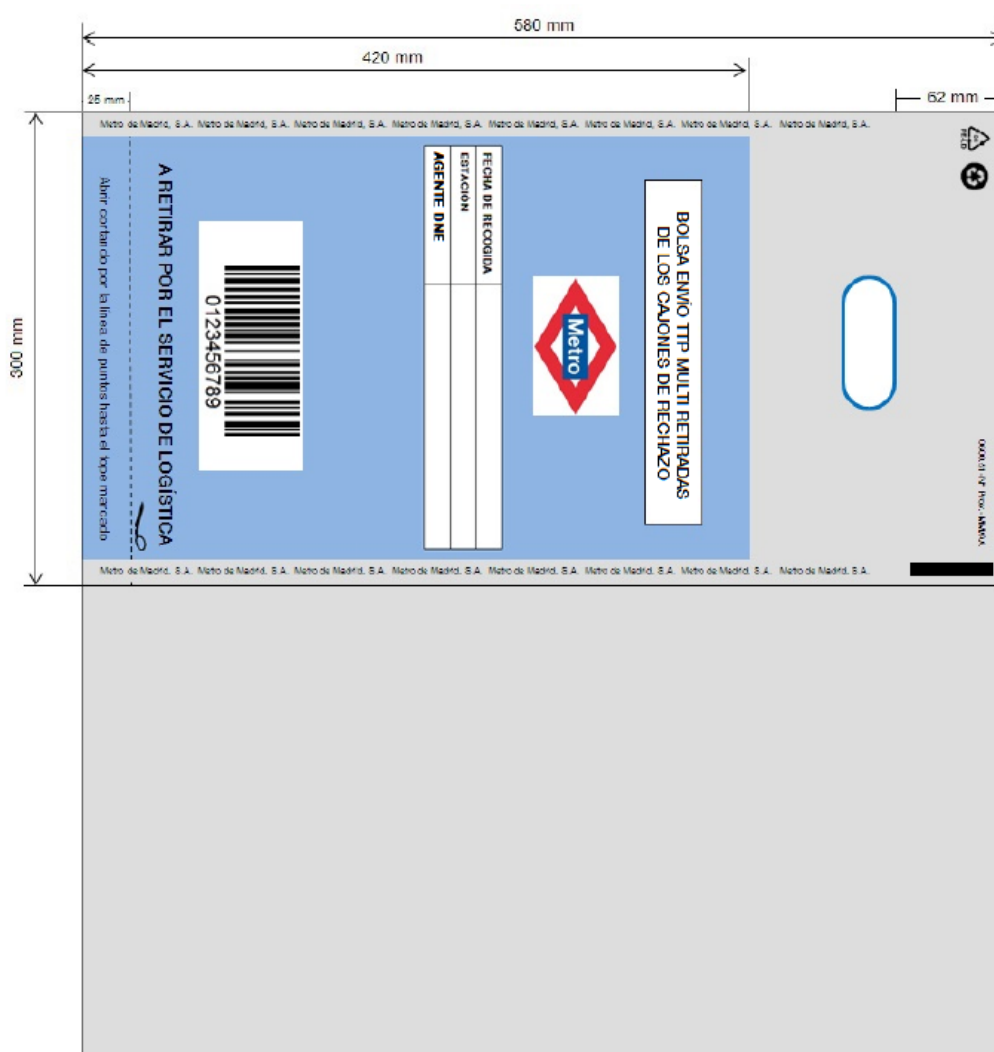 580 mm
420 mm
25 mm
62 mm
300 mm
Metro de Madrid, S.A. Metro de Madrid, S.A. Metro de Madrid, S.A. Metro de Madrid, S.A. Metro de Madrid, S.A. Metro de Madrid, S.A. Metro de Madrid, S.A. Metro de Madrid, S.A.
BOLSA ENVÍO TTP MULTI RETIRADAS
DE LOS CAJONES DE RECHAZO
Metro
FECHA DE RECOGIDA
ESTACIÓN
AGENTE DNE
0123456789
A RETIRAR POR EL SERVICIO DE LOGÍSTICA
Abrir cortando por la línea de puntos hasta el tope marcado
Metro de Madrid, S.A. Metro de Madrid, S.A. Metro de Madrid, S.A. Metro de Madrid, S.A. Metro de Madrid, S.A. Metro de Madrid, S.A. Metro de Madrid, S.A. Metro de Madrid, S.A.